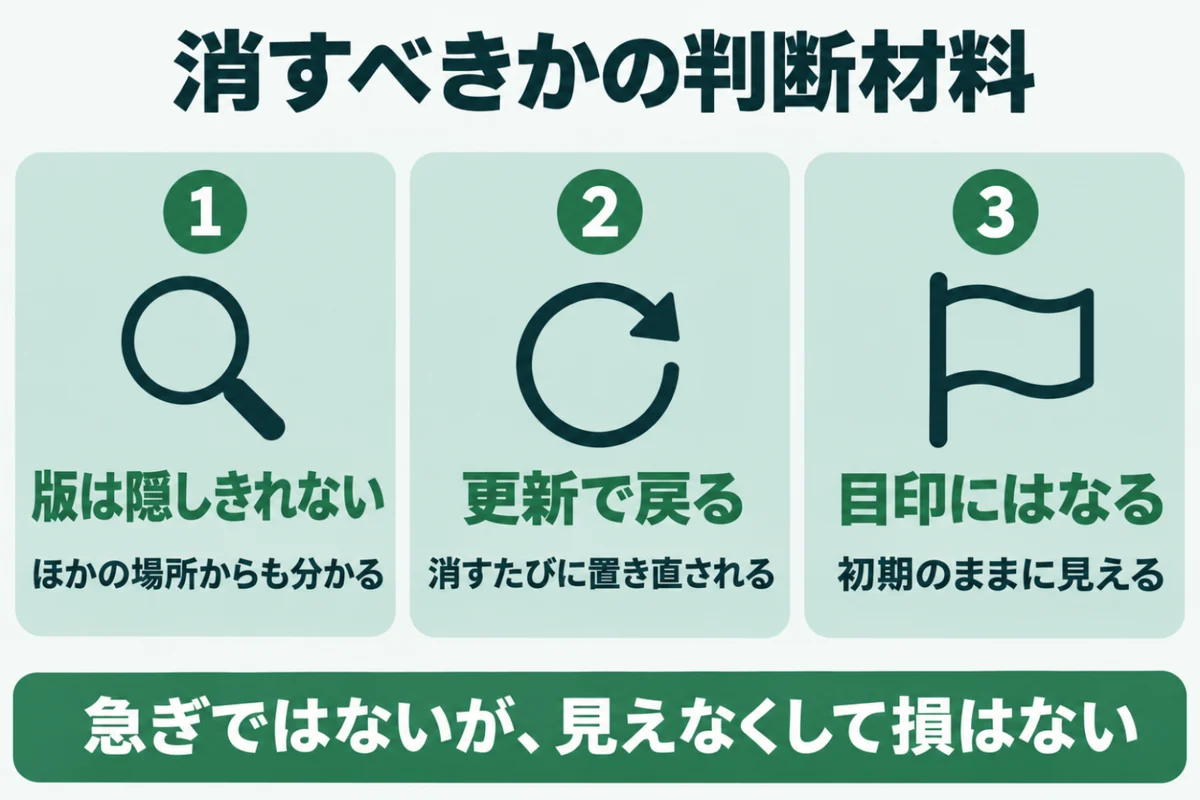 消すべきかの判断材料
1
版は隠しきれない
ほかの場所からも分かる
2
更新で戻る
消すたびに置き直される
3
目印にはなる
初期のままに見える
急ぎではないが、見えなくして損はない